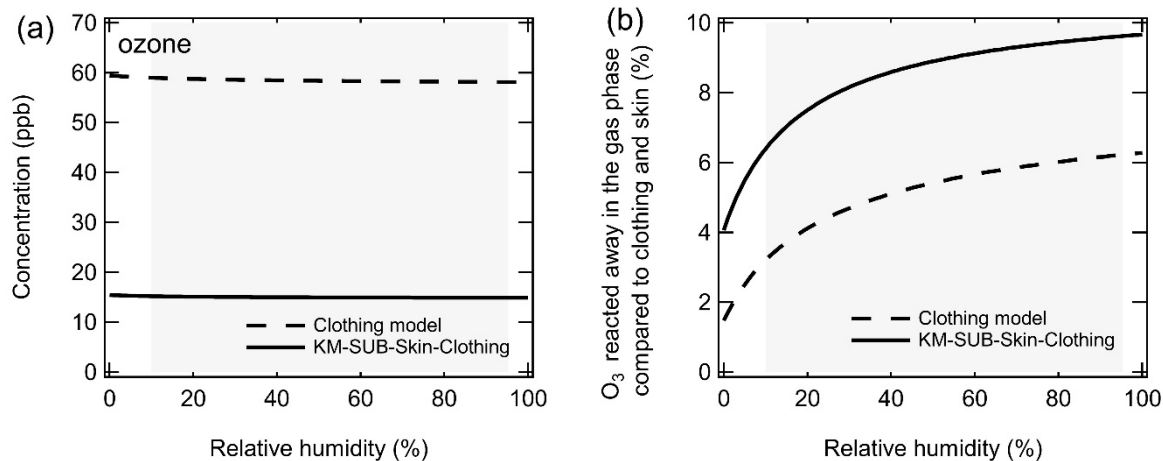 (a)
ozone
Concentration (ppb)
70
60
50
40
30
20
10
0
Clothing model
KM-SUB-Skin-Clothing
0 20 40 60 80 100
Relative humidity (%)
(b)
O₃ reacted away in the gas phase
compared to clothing and skin (%)
10
8
6
4
2
0
Clothing model
KM-SUB-Skin-Clothing
0 20 40 60 80 100
Relative humidity (%)